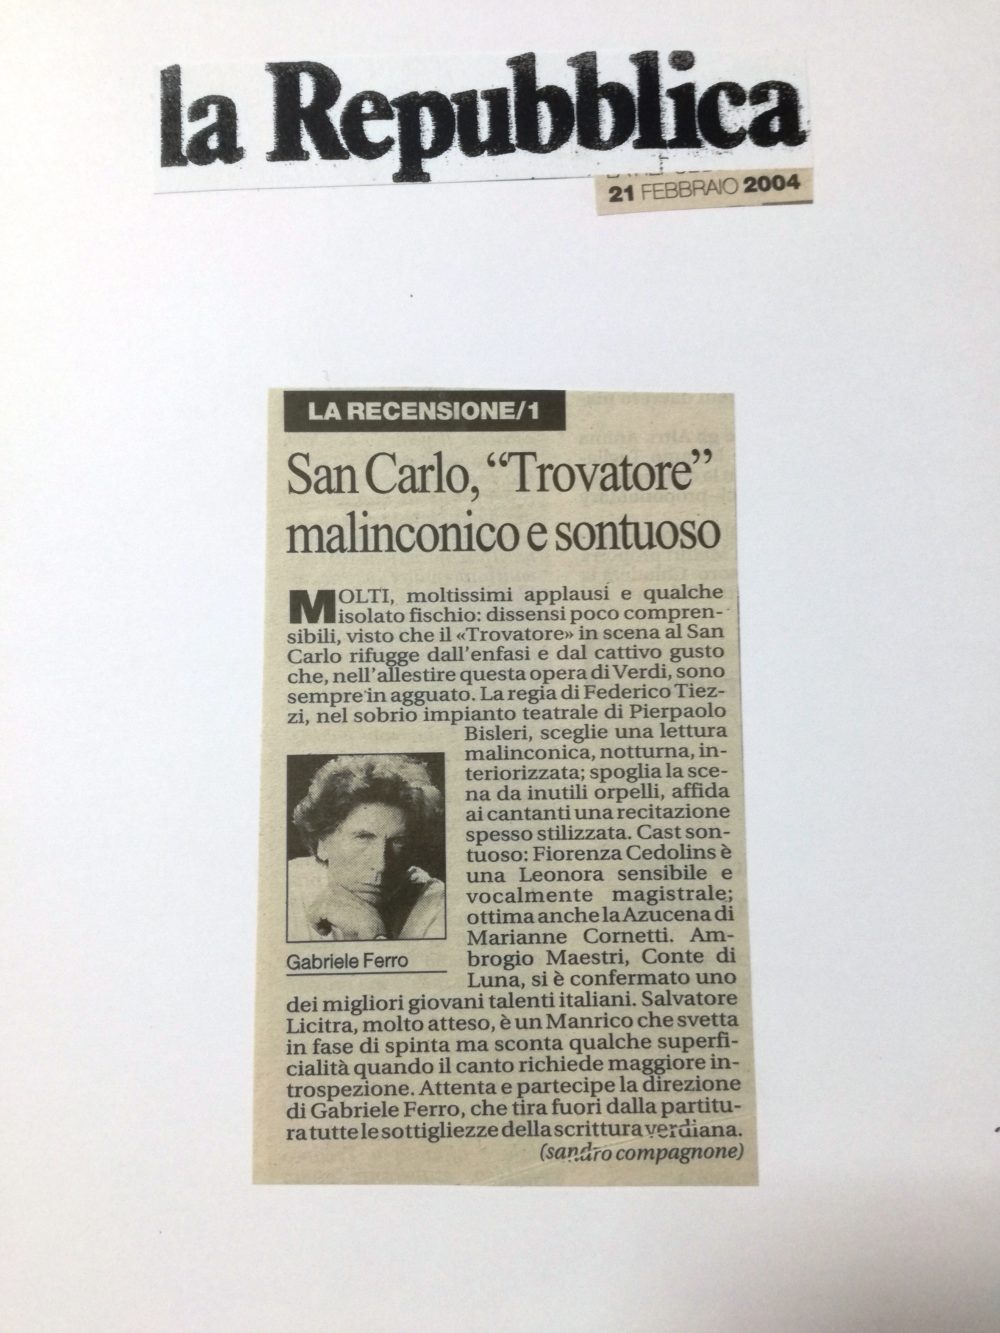 la Repubblica
21 FEBBRAIO 2004
LA RECENSIONE/1
San Carlo, “Trovatore”
malinconico e sontuoso
MOLTI, moltissimi applausi e qualche
isolato fischio: dissensi poco compren-
sibili, visto che il «Trovatore» in scena al San
Carlo rifugge dall'enfasi e dal cattivo gusto
che, nell'allestire questa opera di Verdi, sono
sempre in agguato. La regia di Federico Tiez-
zi, nel sobrio impianto teatrale di Pierpaolo
Bisleri, sceglie una lettura
malinconica, notturna, in-
teriorizzata; spoglia la sce-
na da inutili orpelli, affida
ai cantanti una recitazione
spesso stilizzata. Cast son-
tuoso: Fiorenza Cedolins è
una Leonora sensibile e
vocalmente magistrale;
ottima anche la Azucena di
Marianne Cornetti. Am-
brogio Maestri, Conte di
Luna, si è confermato uno
dei migliori giovani talenti italiani. Salvatore
Licitra, molto atteso, è un Manrico che svetta
in fase di spinta ma sconta qualche superfi-
cialità quando il canto richiede maggiore in-
trospezione. Attenta e partecipe la direzione
di Gabriele Ferro, che tira fuori dalla partitu-
ra tutte le sottigliezze della scrittura verdiana.
(sandro compagnone)
Gabriele Ferro